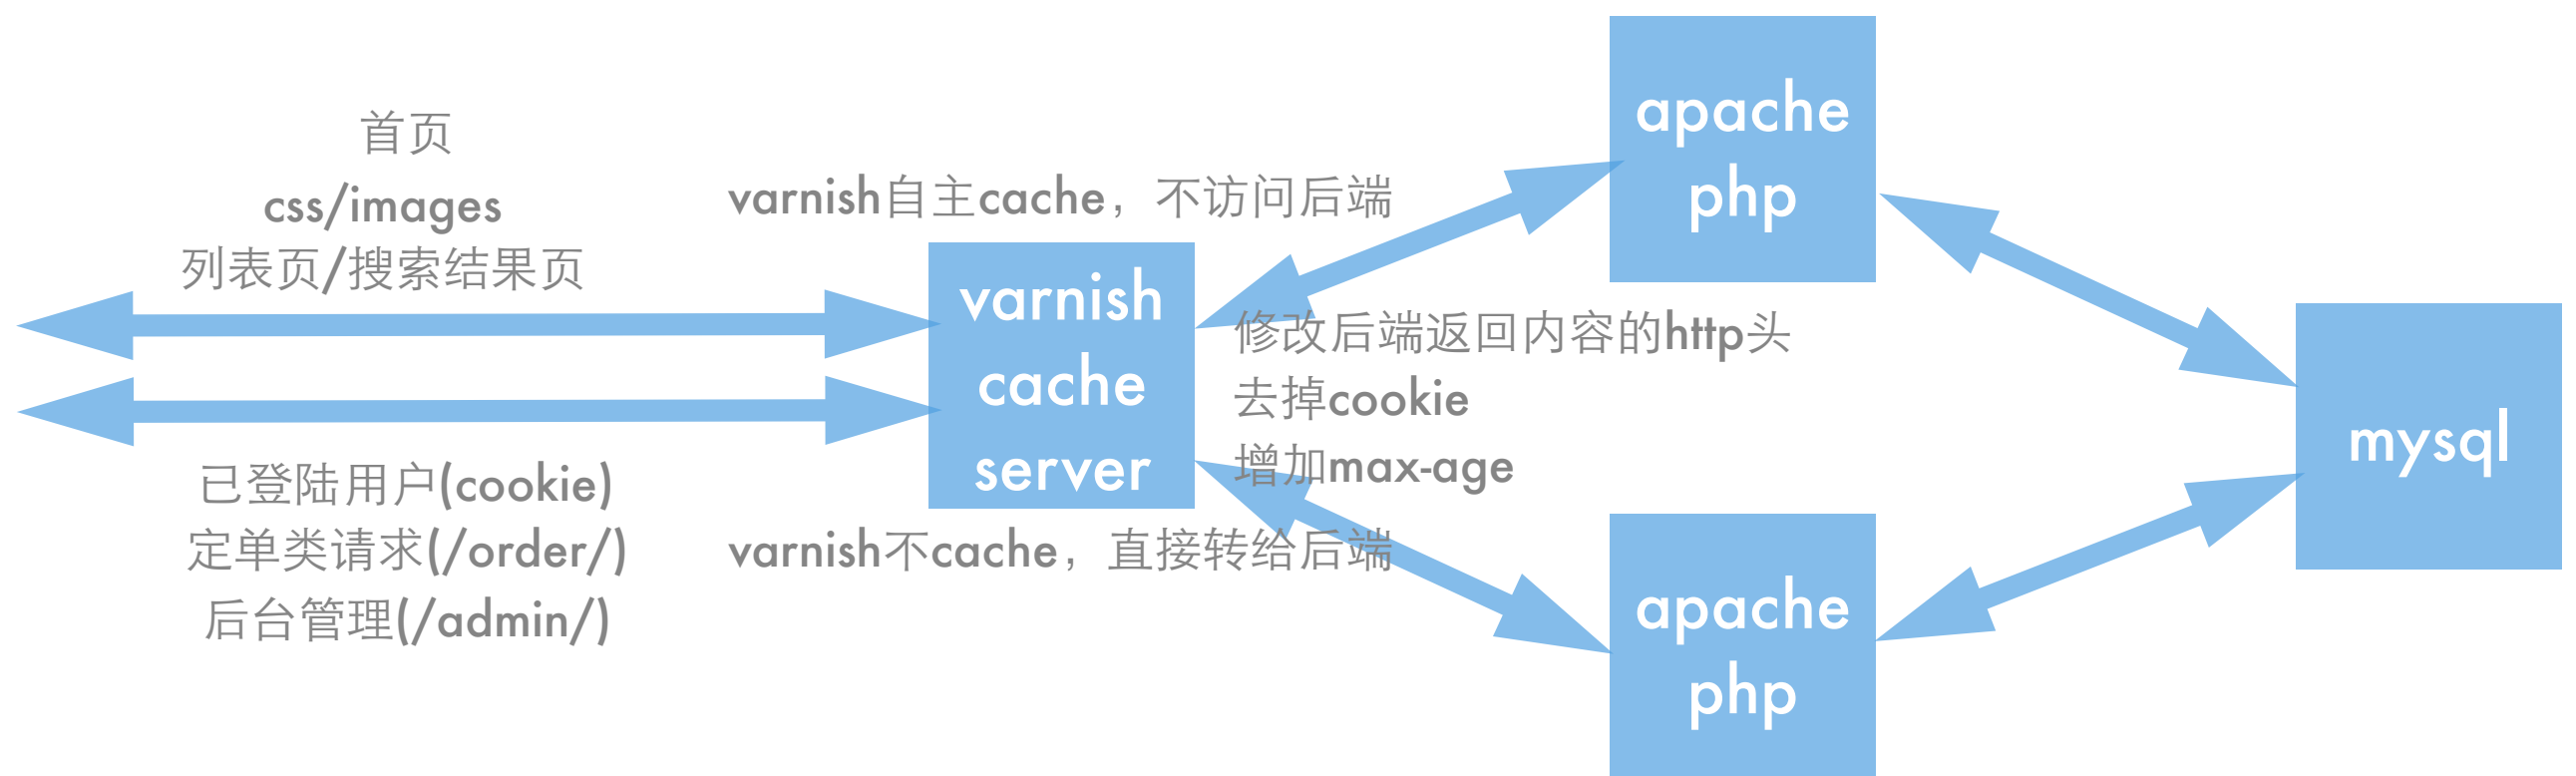 首页
css/images
列表页/搜索结果页
已登陆用户(cookie)
定单类请求(/order/)
后台管理(/admin/)
varnish自主cache，不访问后端
varnish
cache
server
varnish不cache，直接转给后端
修改后端返回内容的http头
去掉cookie
增加max-age
apache
php
apache
php
mysql